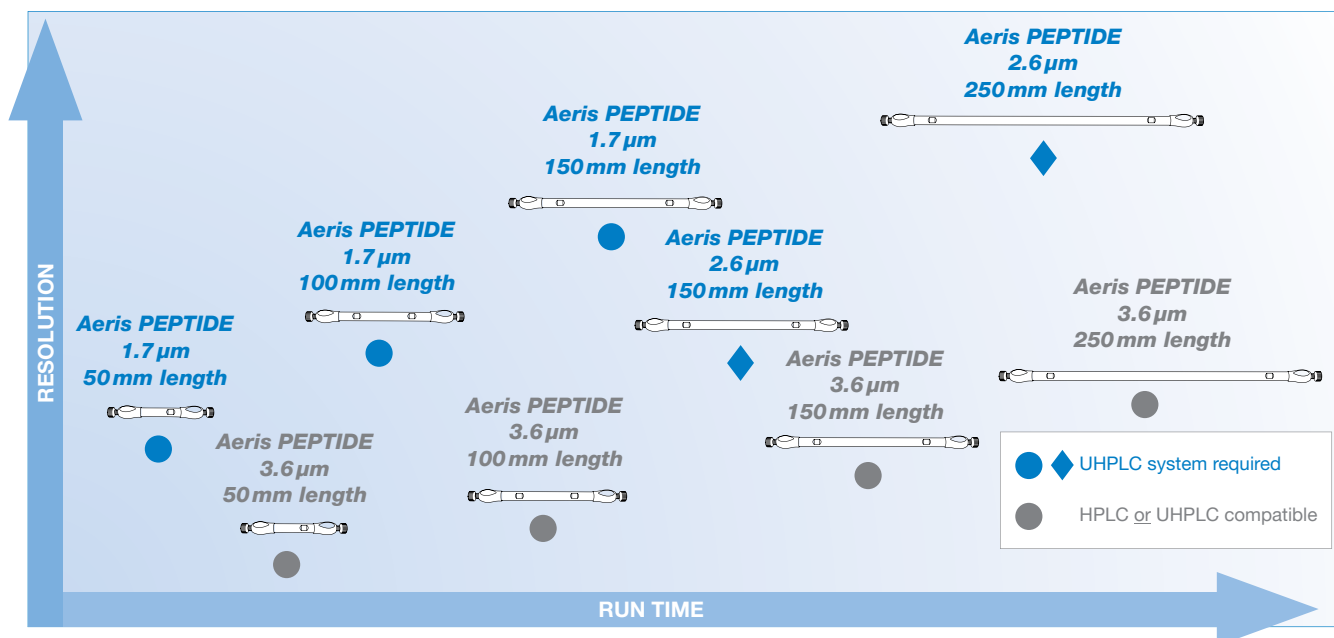 RESOLUTION
Aeris PEPTIDE
2.6 µm
250 mm length
Aeris PEPTIDE
1.7 µm
150 mm length
Aeris PEPTIDE
1.7 µm
100 mm length
Aeris PEPTIDE
2.6 µm
150 mm length
Aeris PEPTIDE
3.6 µm
250 mm length
Aeris PEPTIDE
1.7 µm
50 mm length
Aeris PEPTIDE
3.6 µm
150 mm length
Aeris PEPTIDE
3.6 µm
100 mm length
Aeris PEPTIDE
3.6 µm
50 mm length
UHPLC system required
HPLC or UHPLC compatible
RUN TIME